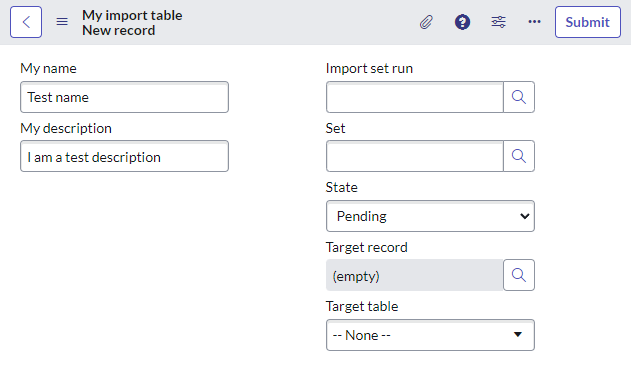 My import table
New record
Submit
My name
Test name
My description
I am a test description
Import set run
Set
State
Pending
Target record
(empty)
Target table
-- None --